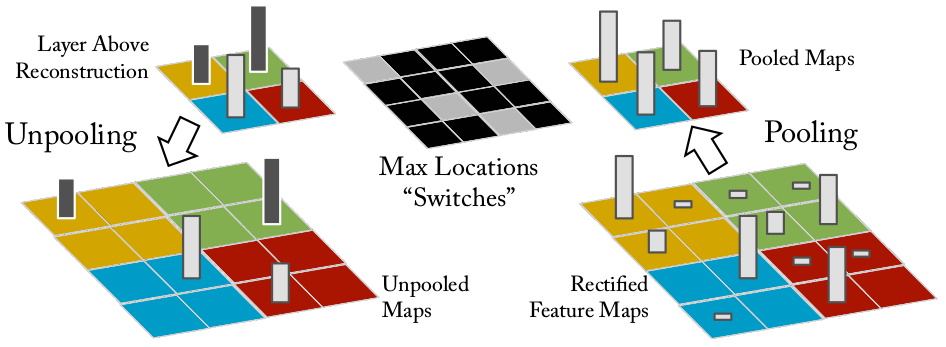 Layer Above
Reconstruction
Unpooling
Max Locations
“Switches”
Unpooled
Maps
Pooled Maps
Pooling
Rectified
Feature Maps